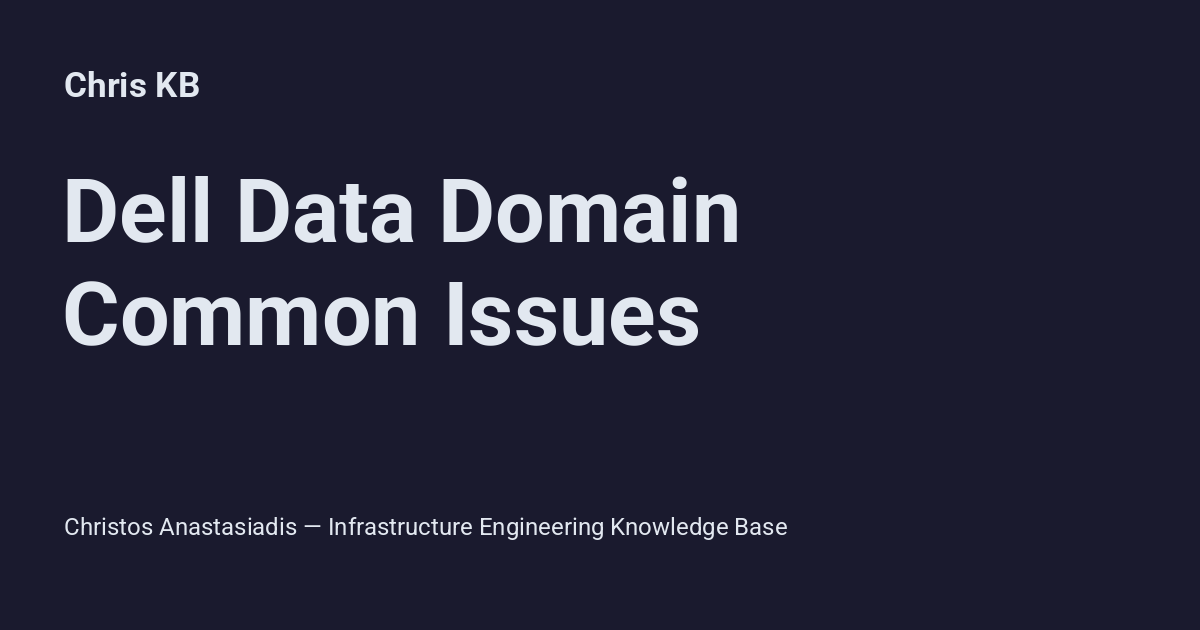 Chris KB
Dell Data Domain
Common Issues
Christos Anastasiadis — Infrastructure Engineering Knowledge Base